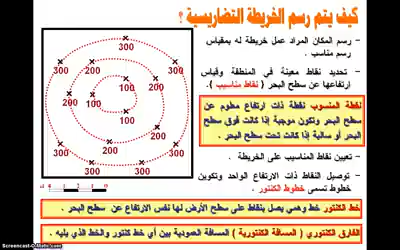 كيف يتم رسم الخريطة التضاريسية ؟
- رسم المكان المراد عمل خريطة له بمقياس
رسم مناسب .
- تحديد نقاط معينة في المنطقة وقياس
ارتفاعها عن سطح البحر ( نقاط مناسيب ) .
نقطة المنسوب نقطة ذات ارتفاع معلوم عن
سطح البحر وتكون موجبة إذا كانت فوق سطح
البحر أو سالبة إذا كانت تحت سطح البحر .
- تعيين نقاط المناسيب على الخريطة .
- توصيل النقاط ذات الارتفاع الواحد وتكوين
خطوط تسمى خطوط الكنتور .
خط الكنتور خط وهمي يصل بنقاط على سطح الأرض لها نفس الارتفاع عن سطح البحر .
الفارق الكنتوري ( المسافة الكنتورية ) المسافة العمودية بين أي خط كنتور والخط الذي يليه .
300
300
300
200
200
100
100
100
200
200
200
300
300
300
300
Screencast-O-Matic.com